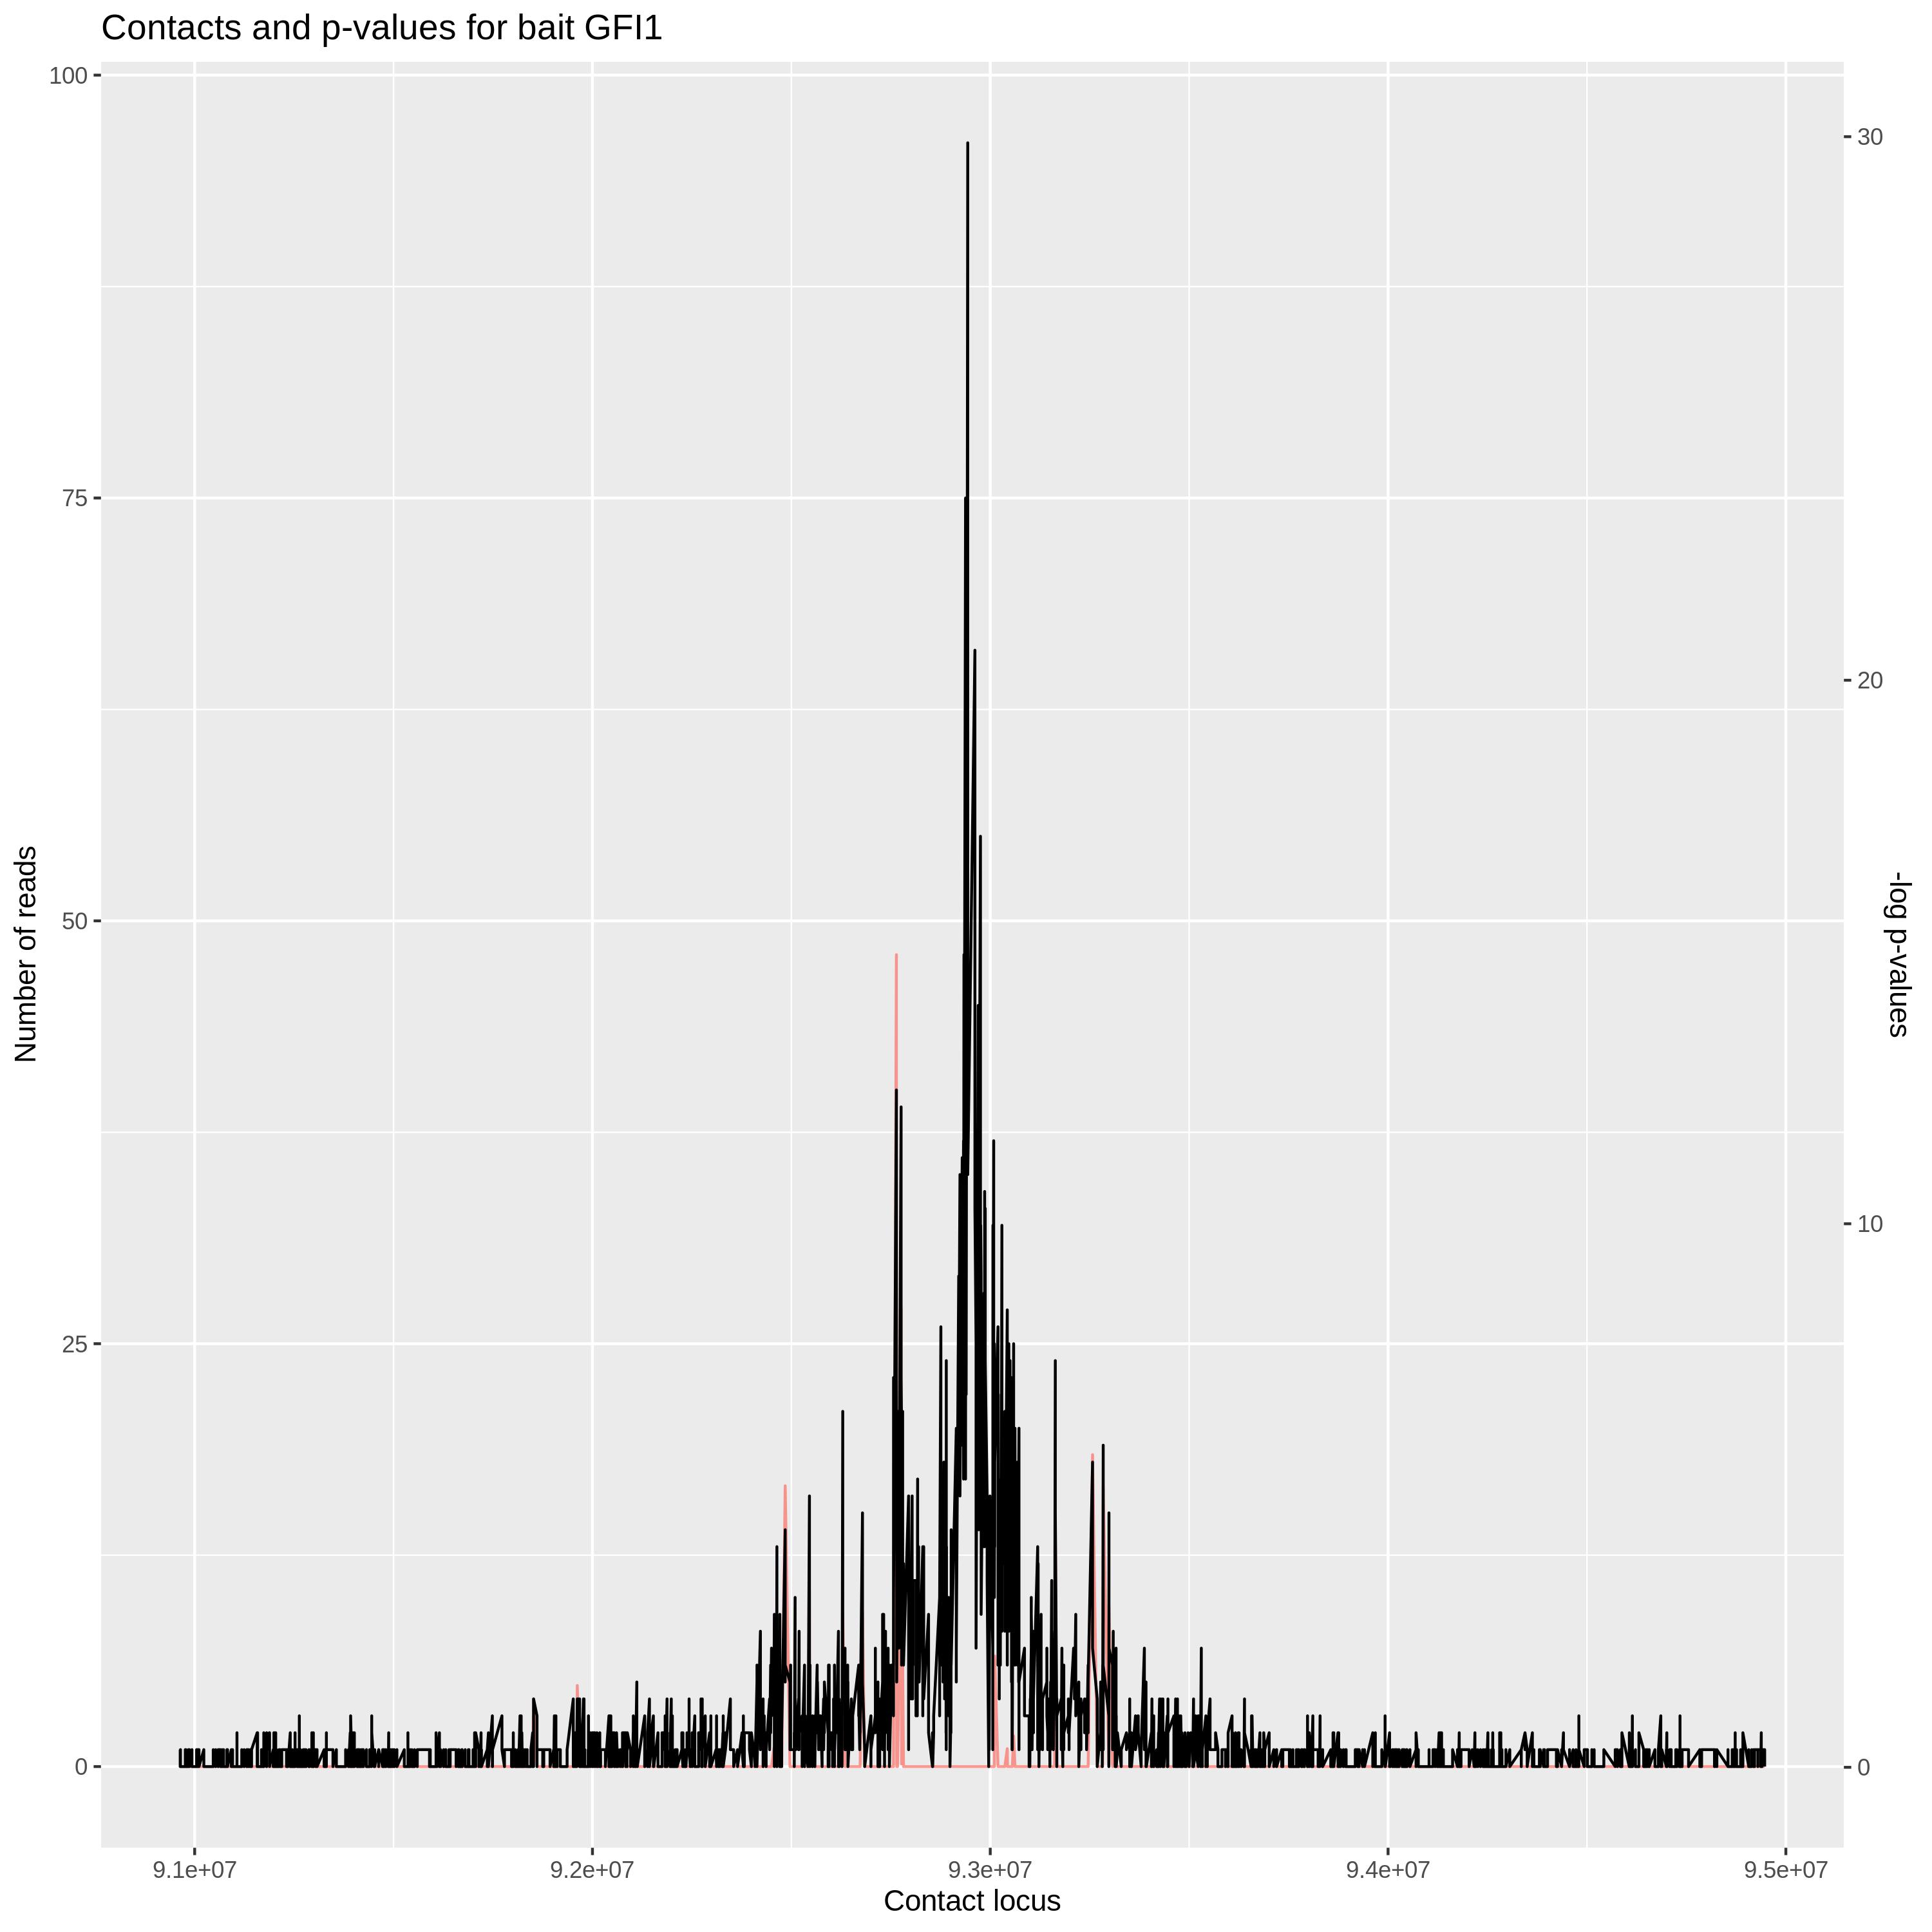 Contacts and p-values for bait GFI1
100
75
50
25
0
Number of reads
30
20
10
0
-log p-values
9.1e+07
9.2e+07
9.3e+07
9.4e+07
9.5e+07
Contact locus